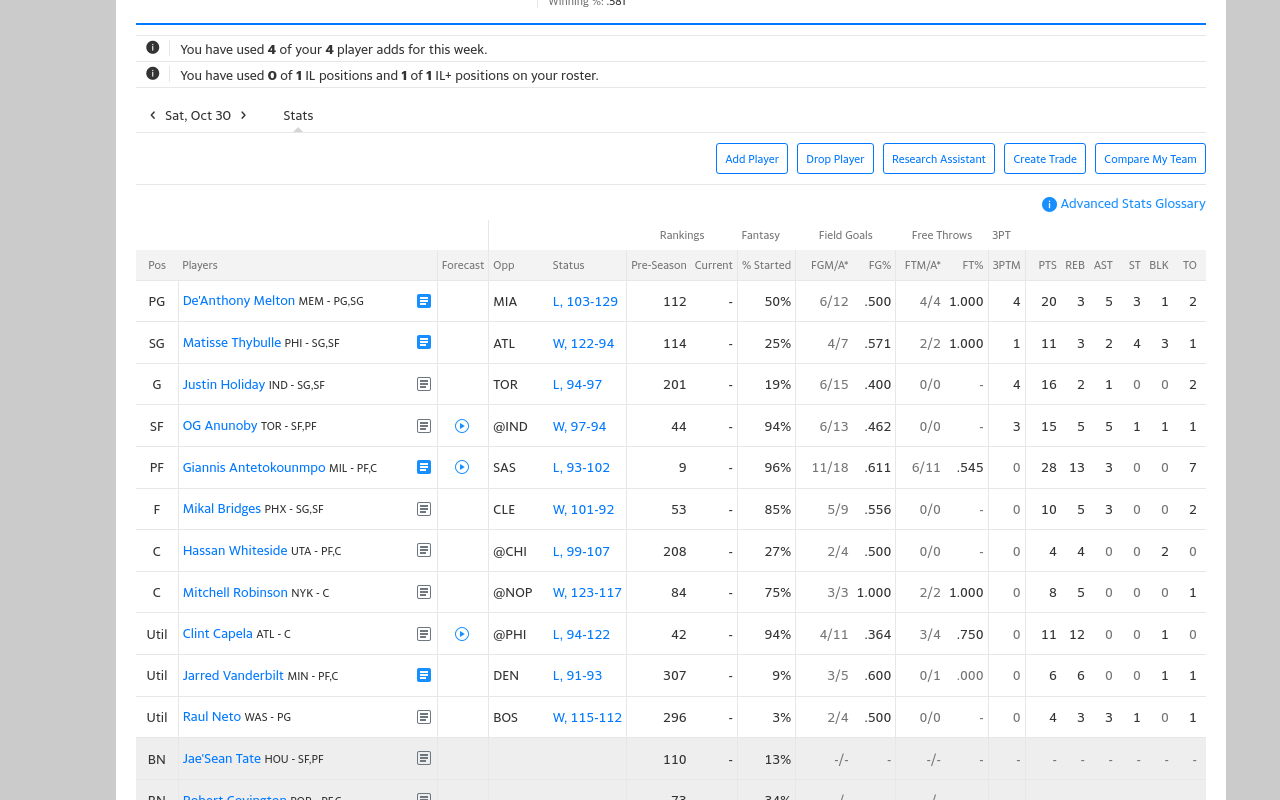 Winning %: .581
You have used 4 of your 4 player adds for this week.
You have used 0 of 1 IL positions and 1 of 1 IL+ positions on your roster.
Sat, Oct 30 Stats
Add Player Drop Player Research Assistant Create Trade Compare My Team
Advanced Stats Glossary
Rankings Fantasy Field Goals Free Throws 3PT
Pos Players Forecast Opp Status Pre-Season Current % Started FGM/A* FG% FTM/A* FT% 3PTM PTS REB AST ST BLK TO
PG De'Anthony Melton MEM - PG,SG MIA L, 103-129 112 - 50% 6/12 .500 4/4 1.000 4 20 3 5 3 1 2
SG Matisse Thybulle PHI - SG,SF ATL W, 122-94 114 - 25% 4/7 .571 2/2 1.000 1 11 3 2 4 3 1
G Justin Holiday IND - SG,SF TOR L, 94-97 201 - 19% 6/15 .400 0/0 - 4 16 2 1 0 0 2
SF OG Anunoby TOR - SF,PF @IND W, 97-94 44 - 94% 6/13 .462 0/0 - 3 15 5 5 1 1 1
PF Giannis Antetokounmpo MIL - PF,C SAS L, 93-102 9 - 96% 11/18 .611 6/11 .545 0 28 13 3 0 0 7
F Mikal Bridges PHX - SG,SF CLE W, 101-92 53 - 85% 5/9 .556 0/0 - 0 10 5 3 0 0 2
C Hassan Whiteside UTA - PF,C @CHI L, 99-107 208 - 27% 2/4 .500 0/0 - 0 4 4 0 0 2 0
C Mitchell Robinson NYK - C @NOP W, 123-117 84 - 75% 3/3 1.000 2/2 1.000 0 8 5 0 0 0 1
Util Clint Capela ATL - C @PHI L, 94-122 42 - 94% 4/11 .364 3/4 .750 0 11 12 0 0 1 0
Util Jarred Vanderbilt MIN - PF,C DEN L, 91-93 307 - 9% 3/5 .600 0/1 .000 0 6 6 0 0 1 1
Util Raul Neto WAS - PG BOS W, 115-112 296 - 3% 2/4 .500 0/0 - 0 4 3 3 1 0 1
BN Jae'Sean Tate HOU - SF,PF 110 - 13% -/- - -/- - - - - - - - -
BN Robert Covington POR - PF,C 73 - 34%